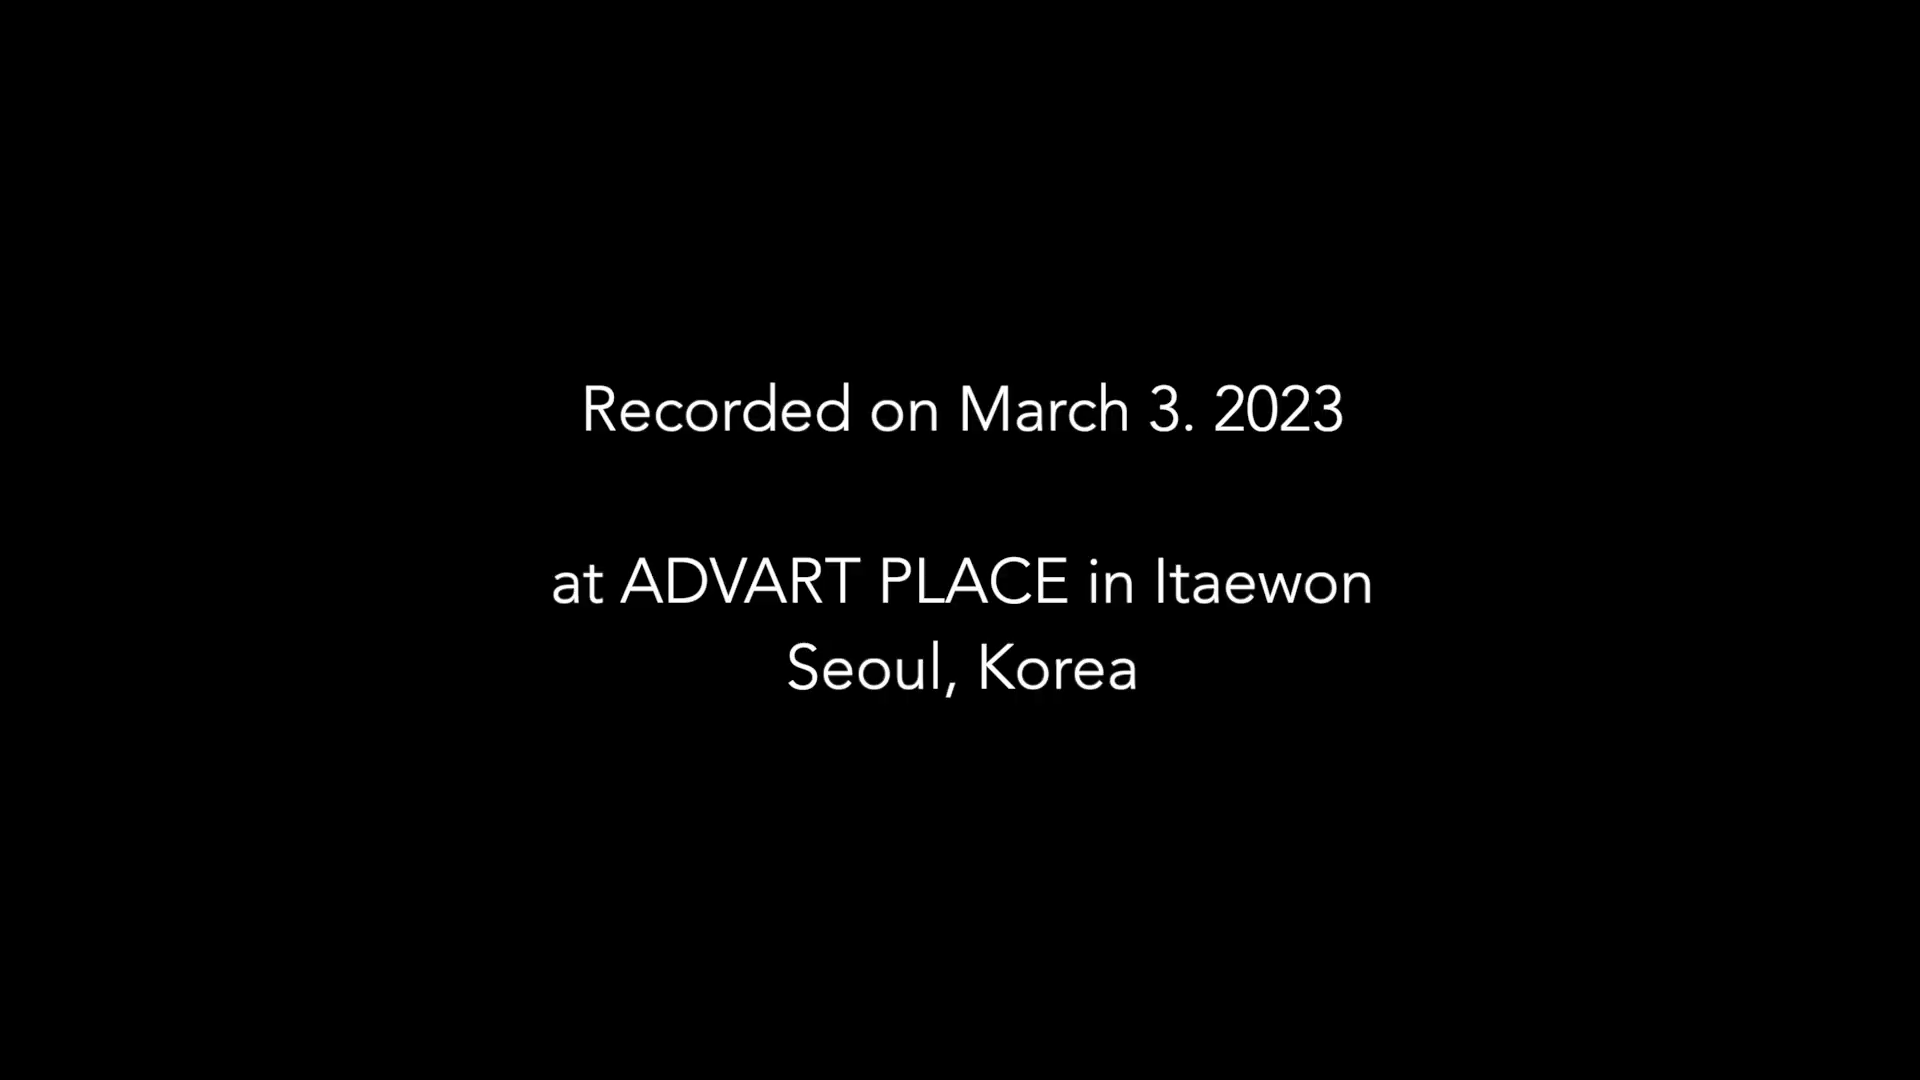 Recorded on March 3. 2023
at ADVART PLACE in Itaewon
Seoul, Korea